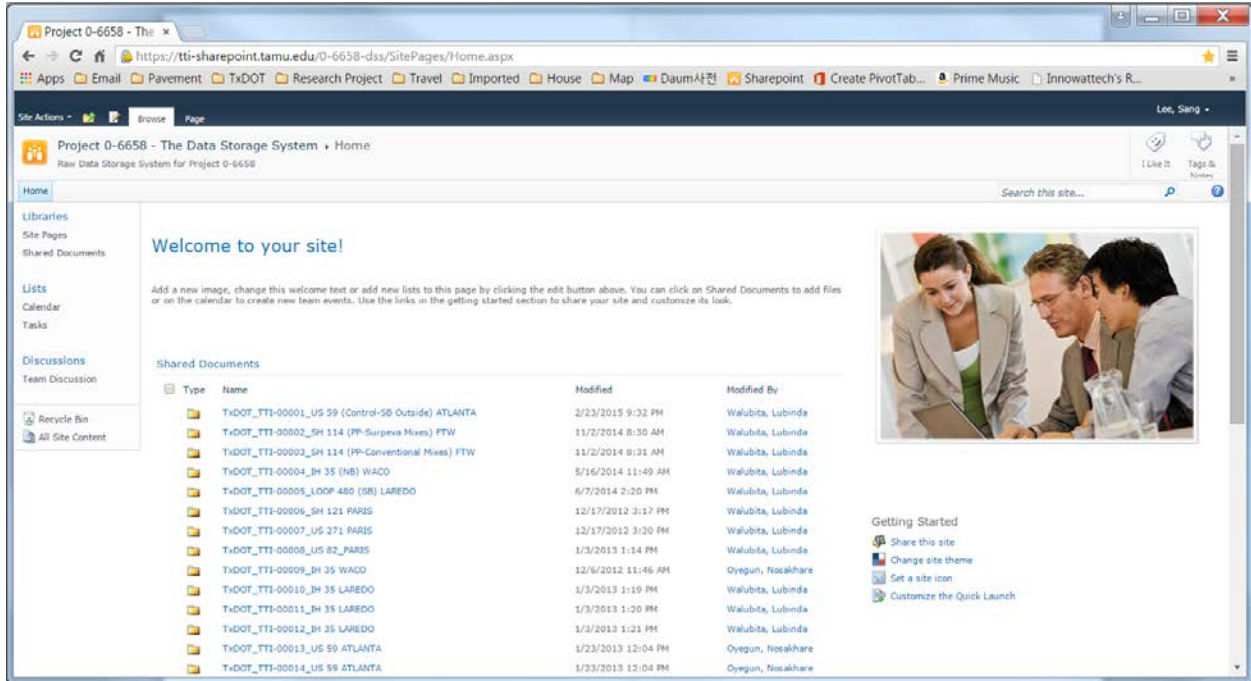 Project 0-6658 - The
https://tti-sharepoint.tamu.edu/0-6658-dss/SitePages/Home.aspx
Apps Email Pavement TxDOT Research Project Travel Imported House Map Daum사전 Sharepoint Create PivotTab... Prime Music Innowattech's R...
Lee, Sang
Site Actions Browse Page
Project 0-6658 - The Data Storage System Home
Raw Data Storage System for Project 0-6658
I Like It Tags & Notes
Home Search this site...
Libraries
Site Pages
Shared Documents
Lists
Calendar
Tasks
Discussions
Team Discussion
Recycle Bin
All Site Content
Welcome to your site!
Add a new image, change this welcome text or add new lists to this page by clicking the edit button above. You can click on Shared Documents to add files
or on the calendar to create new team events. Use the links in the getting started section to share your site and customize its look.
Shared Documents
Type Name Modified Modified By
TxDOT_TTI-00001_US 59 (Control-SB Outside) ATLANTA 2/23/2015 9:32 PM Walubita, Lubinda
TxDOT_TTI-00002_SH 114 (PP-Surpeva Mixes) FTW 11/2/2014 8:30 AM Walubita, Lubinda
TxDOT_TTI-00003_SH 114 (PP-Conventional Mixes) FTW 11/2/2014 8:31 AM Walubita, Lubinda
TxDOT_TTI-00004_IH 35 (NB) WACO 5/16/2014 11:49 AM Walubita, Lubinda
TxDOT_TTI-00005_LOOP 480 (SB) LAREDO 6/7/2014 2:20 PM Walubita, Lubinda
TxDOT_TTI-00006_SH 121 PARIS 12/17/2012 3:17 PM Walubita, Lubinda
TxDOT_TTI-00007_US 271 PARIS 12/17/2012 3:20 PM Walubita, Lubinda
TxDOT_TTI-00008_US 82_PARIS 1/3/2013 1:14 PM Walubita, Lubinda
TxDOT_TTI-00009_IH 35 WACO 12/6/2012 11:46 AM Oyegun, Nosakhare
TxDOT_TTI-00010_IH 35 LAREDO 1/3/2013 1:19 PM Walubita, Lubinda
TxDOT_TTI-00011_IH 35 LAREDO 1/3/2013 1:20 PM Walubita, Lubinda
TxDOT_TTI-00012_IH 35 LAREDO 1/3/2013 1:21 PM Walubita, Lubinda
TxDOT_TTI-00013_US 59 ATLANTA 1/23/2013 12:04 PM Oyegun, Nosakhare
TxDOT_TTI-00014_US 59 ATLANTA 1/23/2013 12:04 PM Oyegun, Nosakhare
Getting Started
Share this site
Change site theme
Set a site icon
Customize the Quick Launch